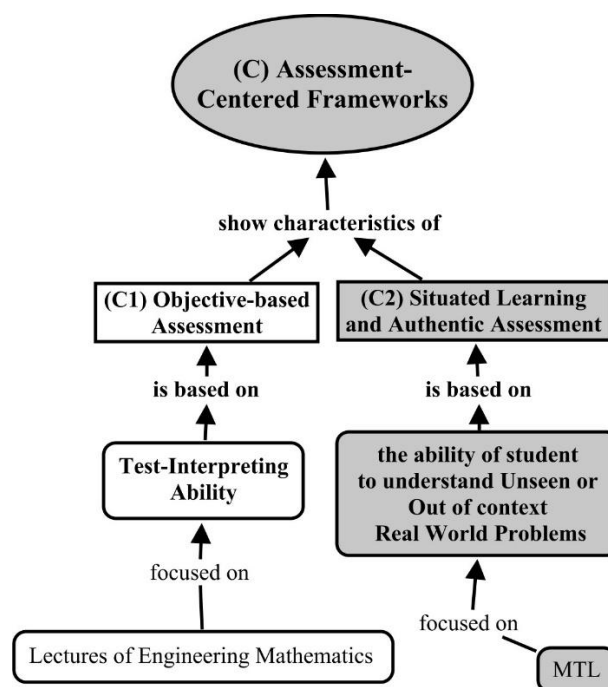 (C) Assessment-
Centered Frameworks
show characteristics of
(C1) Objective-based
Assessment
(C2) Situated Learning
and Authentic Assessment
is based on
is based on
Test-Interpreting
Ability
the ability of student
to understand Unseen or
Out of context
Real World Problems
focused on
focused on
Lectures of Engineering Mathematics
MTL